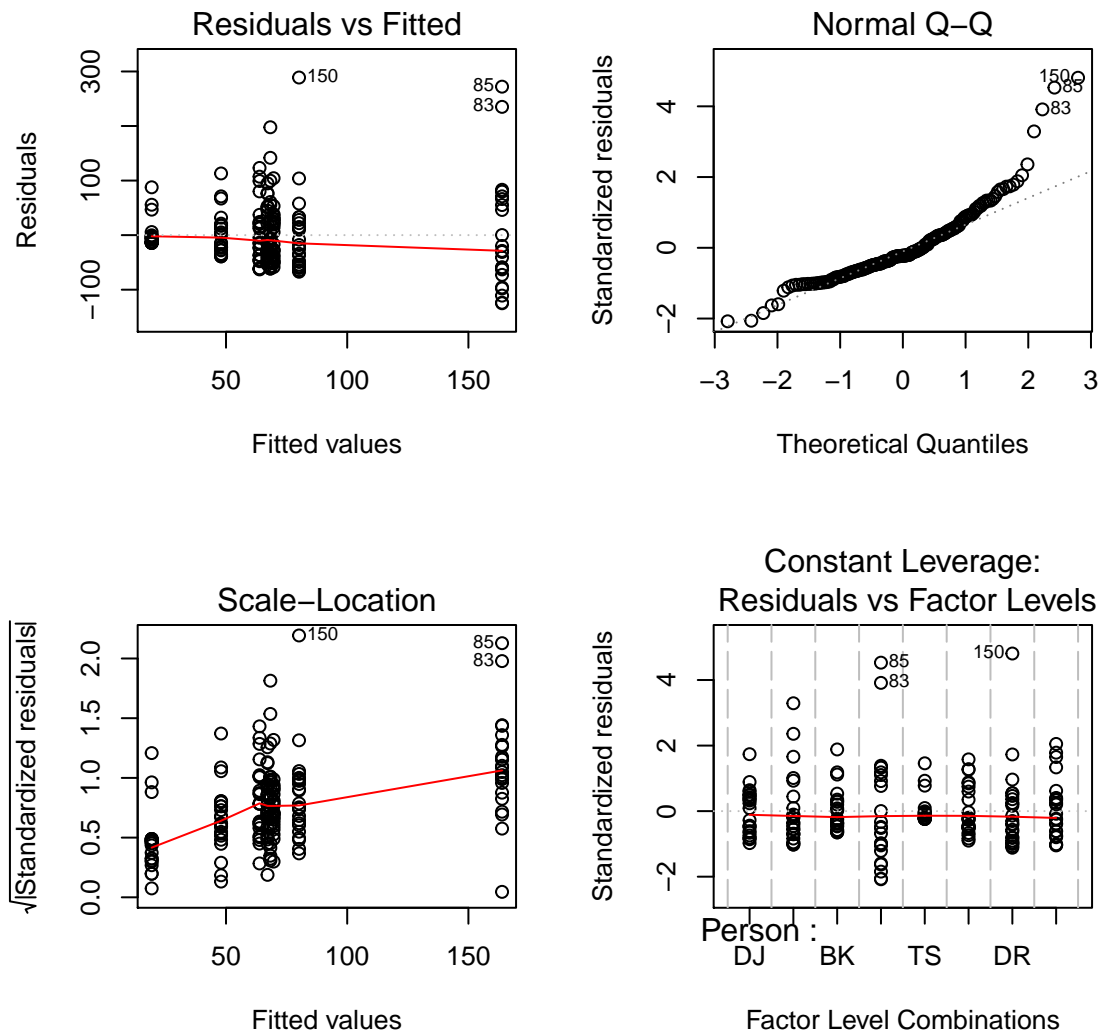 Residuals vs Fitted
Residuals
300
100
−100
150
85
83
50
100
150
Fitted values
Normal Q−Q
Standardized residuals
4
2
0
−2
150
85
83
−3
−2
−1
0
1
2
3
Theoretical Quantiles
Scale−Location
√|Standardized residuals|
2.0
1.5
1.0
0.5
0.0
150
85
83
50
100
150
Fitted values
Constant Leverage:
Residuals vs Factor Levels
Standardized residuals
4
2
0
−2
85
83
150
Person :
DJ
BK
TS
DR
Factor Level Combinations